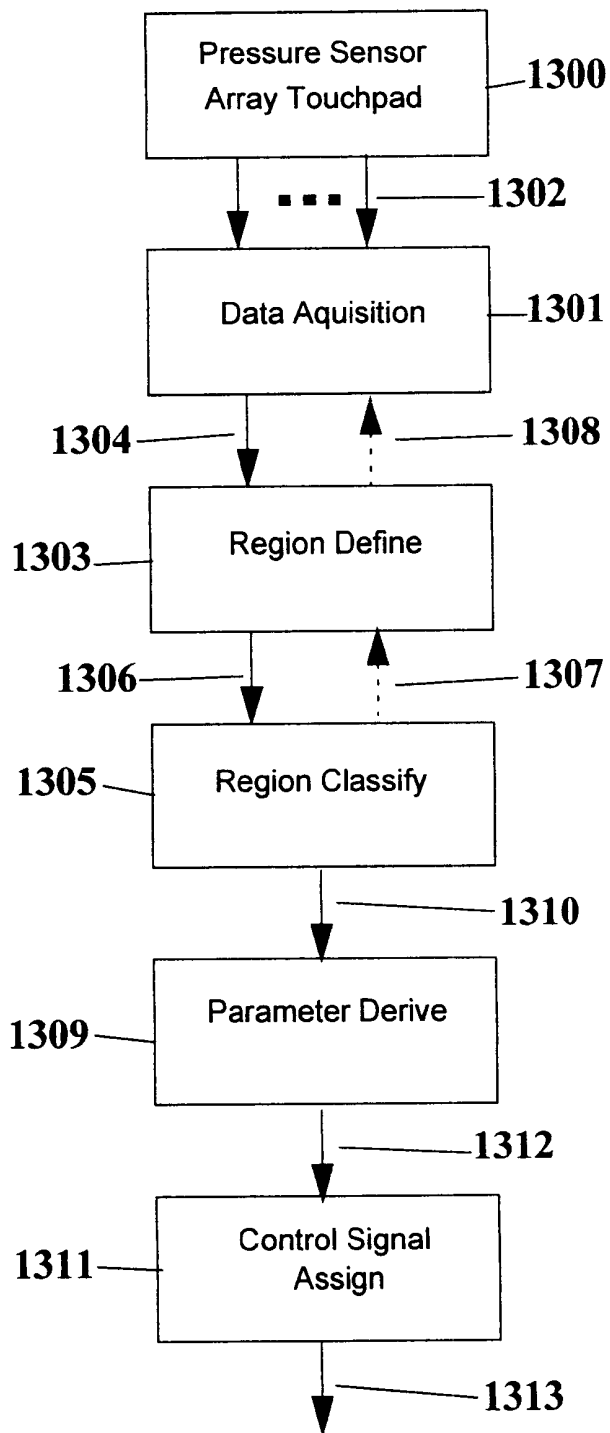 Pressure Sensor
Array Touchpad
1300
1302
Data Aquisition
1301
1304
1308
Region Define
1303
1306
1307
Region Classify
1305
1310
Parameter Derive
1309
1312
Control Signal
Assign
1311
1313